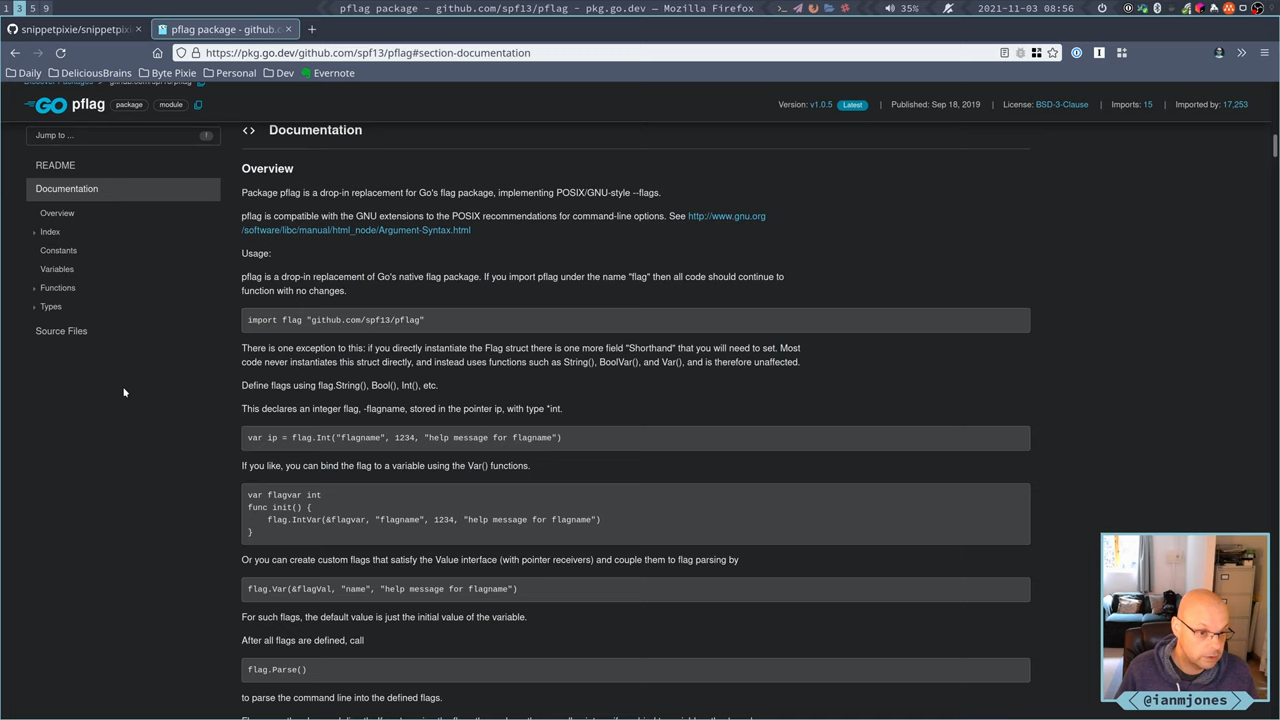 1 3 5 9
pflag package - github.com/spf13/pflag - pkg.go.dev — Mozilla Firefox
35%
2021-11-03 08:56
snippetpixie/snippetpixi
pflag package - github.c
https://pkg.go.dev/github.com/spf13/pflag#section-documentation
Daily
DeliciousBrains
Byte Pixie
Personal
Dev
Evernote
GO pflag package module
Version: v1.0.5 Latest | Published: Sep 18, 2019 | License: BSD-3-Clause | Imports: 15 | Imported by: 17,253
Jump to ...
README
Documentation
Overview
Index
Constants
Variables
Functions
Types
Source Files
Documentation
Overview
Package pflag is a drop-in replacement for Go's flag package, implementing POSIX/GNU-style --flags.
pflag is compatible with the GNU extensions to the POSIX recommendations for command-line options. See http://www.gnu.org
/software/libc/manual/html_node/Argument-Syntax.html
Usage:
pflag is a drop-in replacement of Go's native flag package. If you import pflag under the name "flag" then all code should continue to
function with no changes.
import flag "github.com/spf13/pflag"
There is one exception to this: if you directly instantiate the Flag struct there is one more field "Shorthand" that you will need to set. Most
code never instantiates this struct directly, and instead uses functions such as String(), BoolVar(), and Var(), and is therefore unaffected.
Define flags using flag.String(), Bool(), Int(), etc.
This declares an integer flag, -flagname, stored in the pointer ip, with type *int.
var ip = flag.Int("flagname", 1234, "help message for flagname")
If you like, you can bind the flag to a variable using the Var() functions.
var flagvar int
func init() {
flag.IntVar(&flagvar, "flagname", 1234, "help message for flagname")
}
Or you can create custom flags that satisfy the Value interface (with pointer receivers) and couple them to flag parsing by
flag.Var(&flagVal, "name", "help message for flagname")
For such flags, the default value is just the initial value of the variable.
After all flags are defined, call
flag.Parse()
to parse the command line into the defined flags.
@ianmjones